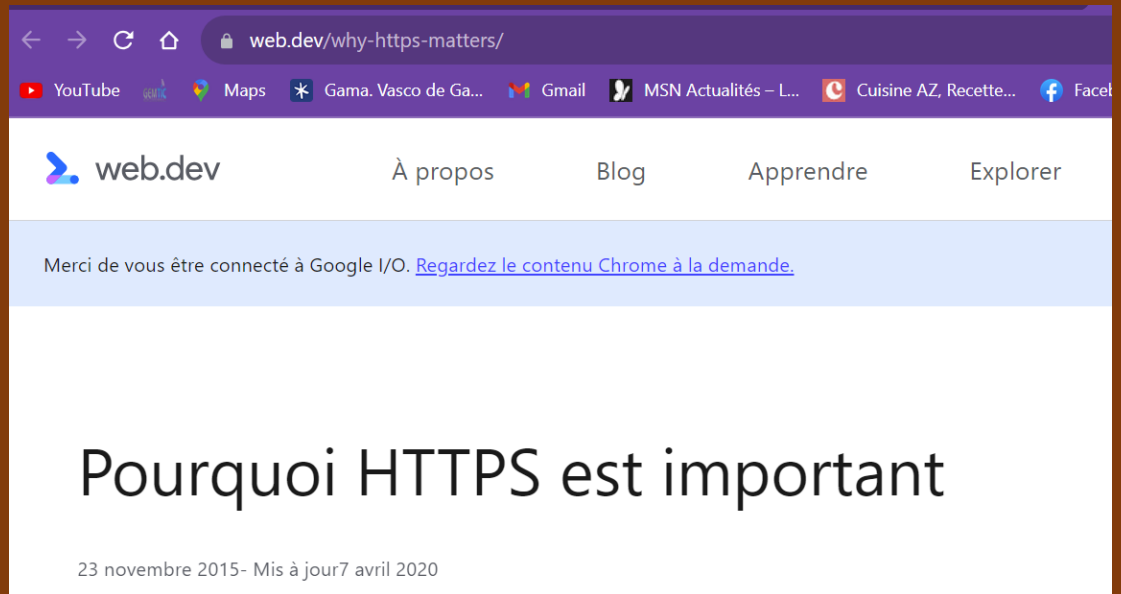 web.dev/why-https-matters/
YouTube GEMTIC Maps Gama. Vasco de Ga... Gmail MSN Actualités – L... Cuisine AZ, Recette... Faceb
web.dev À propos Blog Apprendre Explorer
Merci de vous être connecté à Google I/O. Regardez le contenu Chrome à la demande.
Pourquoi HTTPS est important
23 novembre 2015- Mis à jour7 avril 2020